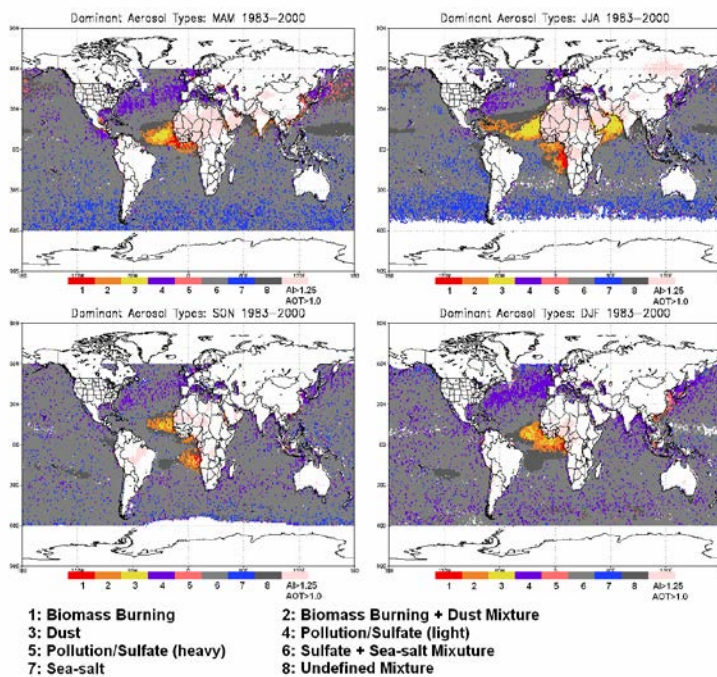 Dominant Aerosol Types: MAM 1983-2000
Dominant Aerosol Types: JJA 1983-2000
1 2 3 4 5 6 7 8 AI>1.25
AOT>1.0
1 2 3 4 5 6 7 8 AI>1.25
AOT>1.0
Dominant Aerosol Types: SON 1983-2000
Dominant Aerosol Types: DJF 1983-2000
1 2 3 4 5 6 7 8 AI>1.25
AOT>1.0
1 2 3 4 5 6 7 8 AI>1.25
AOT>1.0
1: Biomass Burning
2: Biomass Burning + Dust Mixture
3: Dust
4: Pollution/Sulfate (light)
5: Pollution/Sulfate (heavy)
6: Sulfate + Sea-salt Mixuture
7: Sea-salt
8: Undefined Mixture